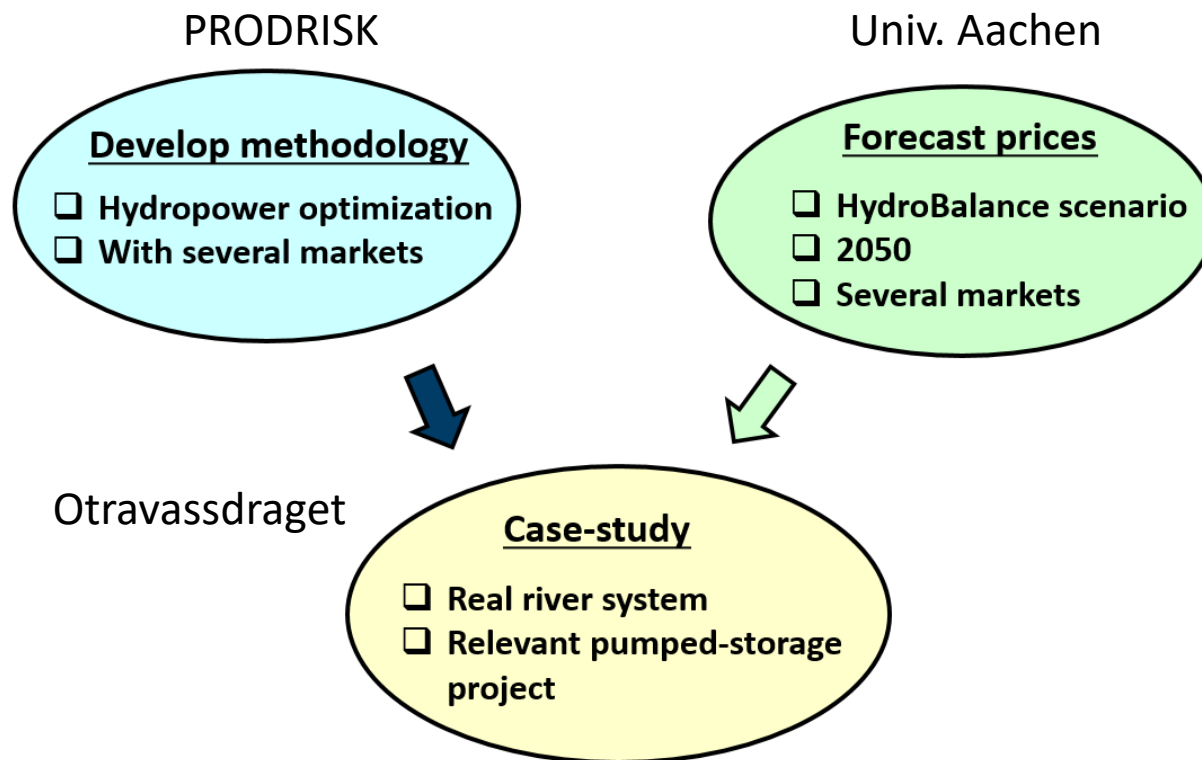 PRODRISK
Develop methodology
❑ Hydropower optimization
❑ With several markets
Univ. Aachen
Forecast prices
❑ HydroBalance scenario
❑ 2050
❑ Several markets
Otravassdraget
Case-study
❑ Real river system
❑ Relevant pumped-storage
project